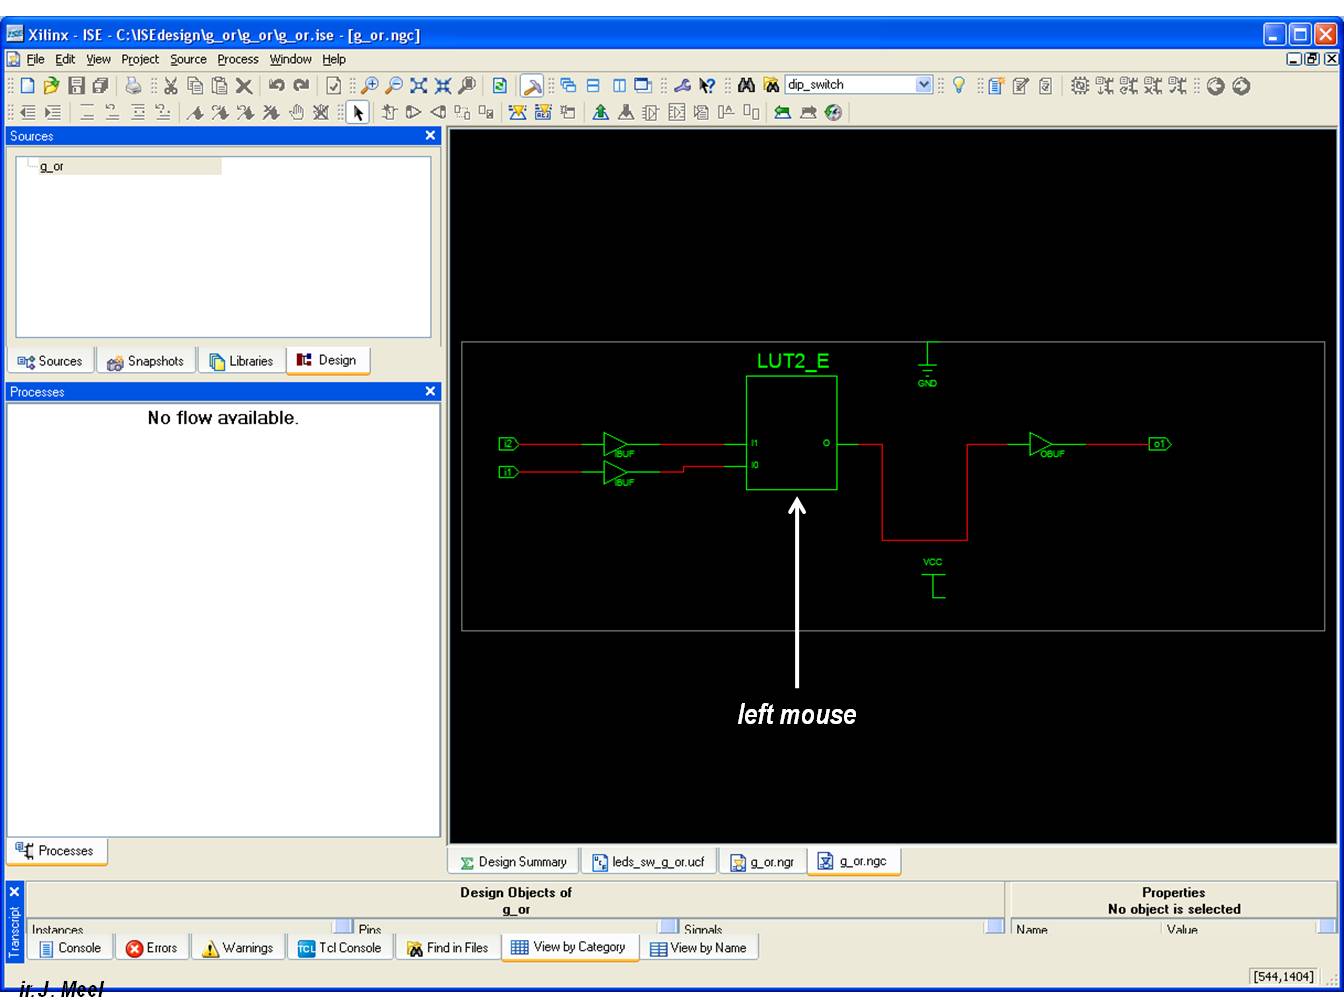 Xilinx - ISE - C:\ISEdesign\g_or\g_or\g_or.ise - [g_or.ngc]
File Edit View Project Source Process Window Help
dip_switch
Sources
g_or
Sources Snapshots Libraries Design
Processes
No flow available.
Processes
LUT2_E
GND
i2 IBUF I1 O OBUF o1
i1 IBUF I0
VCC
left mouse
Design Summary leds_sw_g_or.ucf g_or.ngr g_or.ngc
Transcript
Design Objects of
g_or
Properties
No object is selected
Instances Pins Signals Name Value
Console Errors Warnings TCL Tcl Console Find in Files View by Category View by Name
[544,1404]
ir. J. Meel